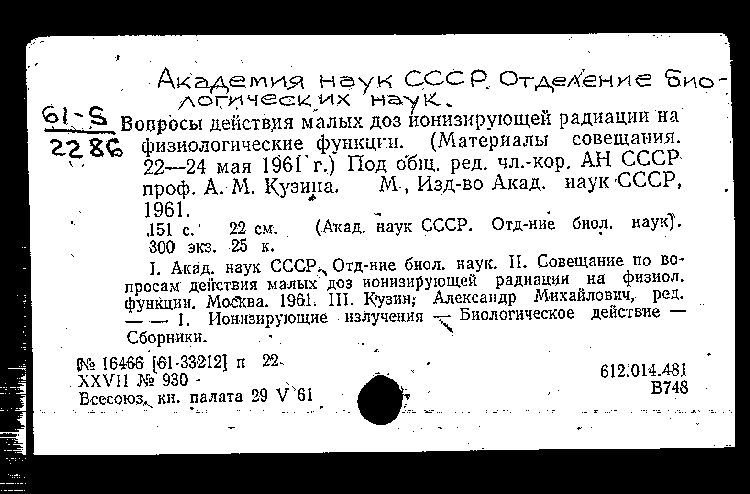 Академия наук СССР. Отделение био-
логических наук.
61-5
2286
Вопросы действия малых доз ионизирующей радиации на
физиологические функции. (Материалы совещания.
22—24 мая 1961 г.) Под общ. ред. чл.-кор. АН СССР
проф. А. М. Кузина. М., Изд-во Акад. наук СССР,
1961.
151 с. 22 см. (Акад. наук СССР. Отд-ние биол. наук).
300 экз. 25 к.
I. Акад. наук СССР. Отд-ние биол. наук. II. Совещание по во-
просам действия малых доз ионизирующей радиации на физиол.
функции. Москва. 1961. III. Кузин, Александр Михайлович, ред.
— — 1. Ионизирующие излучения — Биологическое действие —
Сборники.
№ 16466 [61-33212] п 22
XXVII № 930
Всесоюз. кн. палата 29 V 61
612.014.481
В748